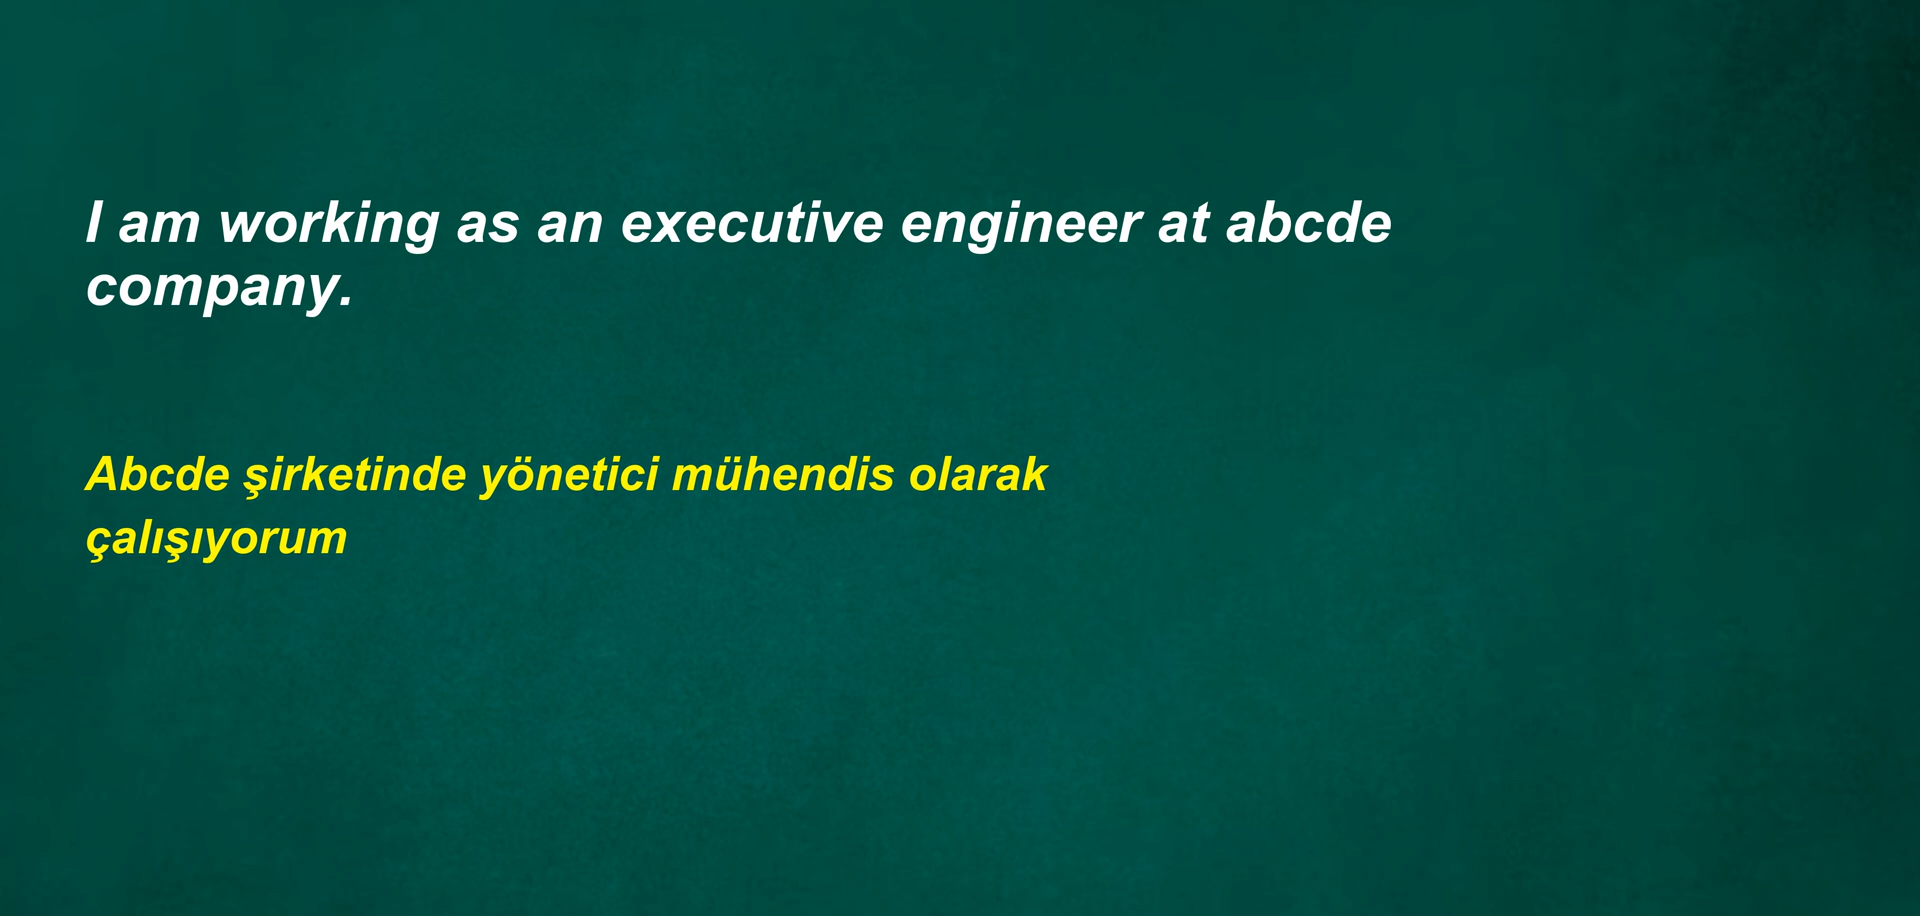 I am working as an executive engineer at abcde
company.
Abcde şirketinde yönetici mühendis olarak
çalışıyorum